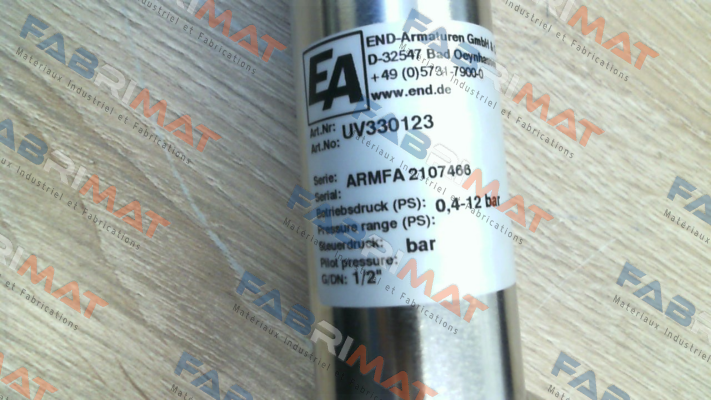 EA
END-Armaturen GmbH &
D-32547 Bad Oeynhausen
+49 (0)5731-7900-0
www.end.de
Art.Nr: UV330123
Art.No:
Serie: ARMFA 2107466
Serial:
Betriebsdruck (PS): 0,4-12 bar
Pressure range (PS):
Steuerdruck: bar
Pilot pressure:
G/DN: 1/2"
FABRIMAT
Matériaux Industriel et Fabrications